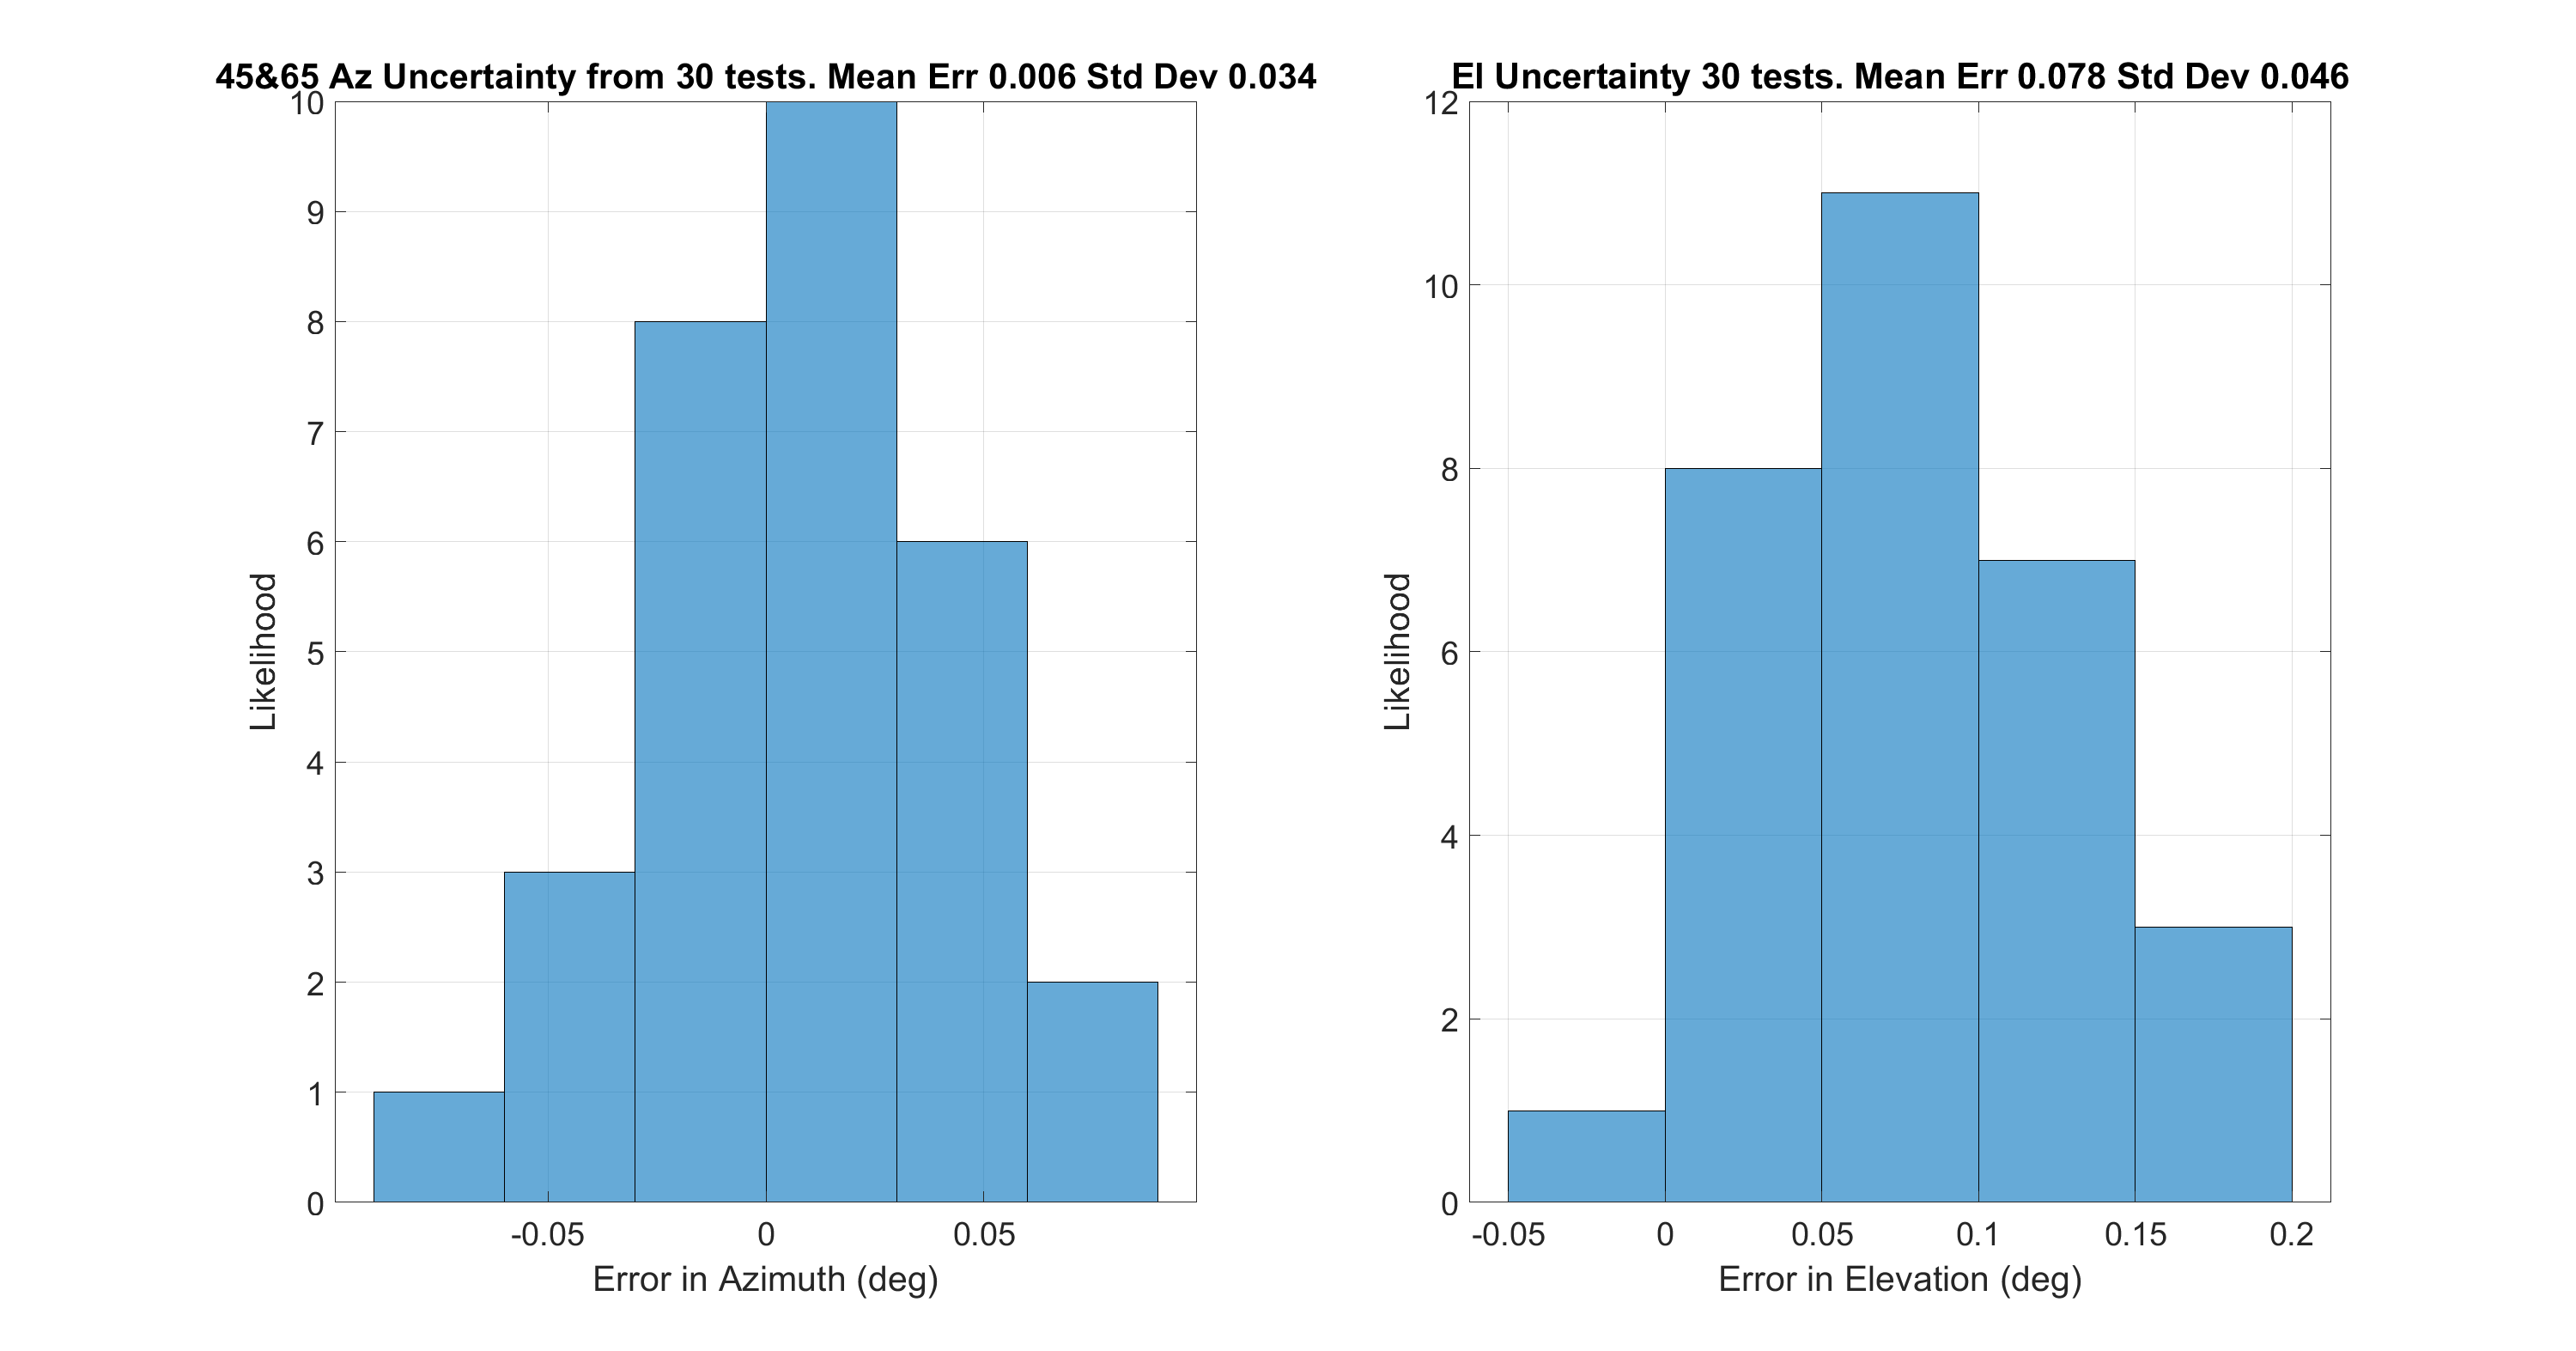 45&65 Az Uncertainty from 30 tests. Mean Err 0.006 Std Dev 0.034
10
9
8
7
6
5
4
3
2
1
0
Likelihood
-0.05 0 0.05
Error in Azimuth (deg)
El Uncertainty 30 tests. Mean Err 0.078 Std Dev 0.046
12
10
8
6
4
2
0
Likelihood
-0.05 0 0.05 0.1 0.15 0.2
Error in Elevation (deg)